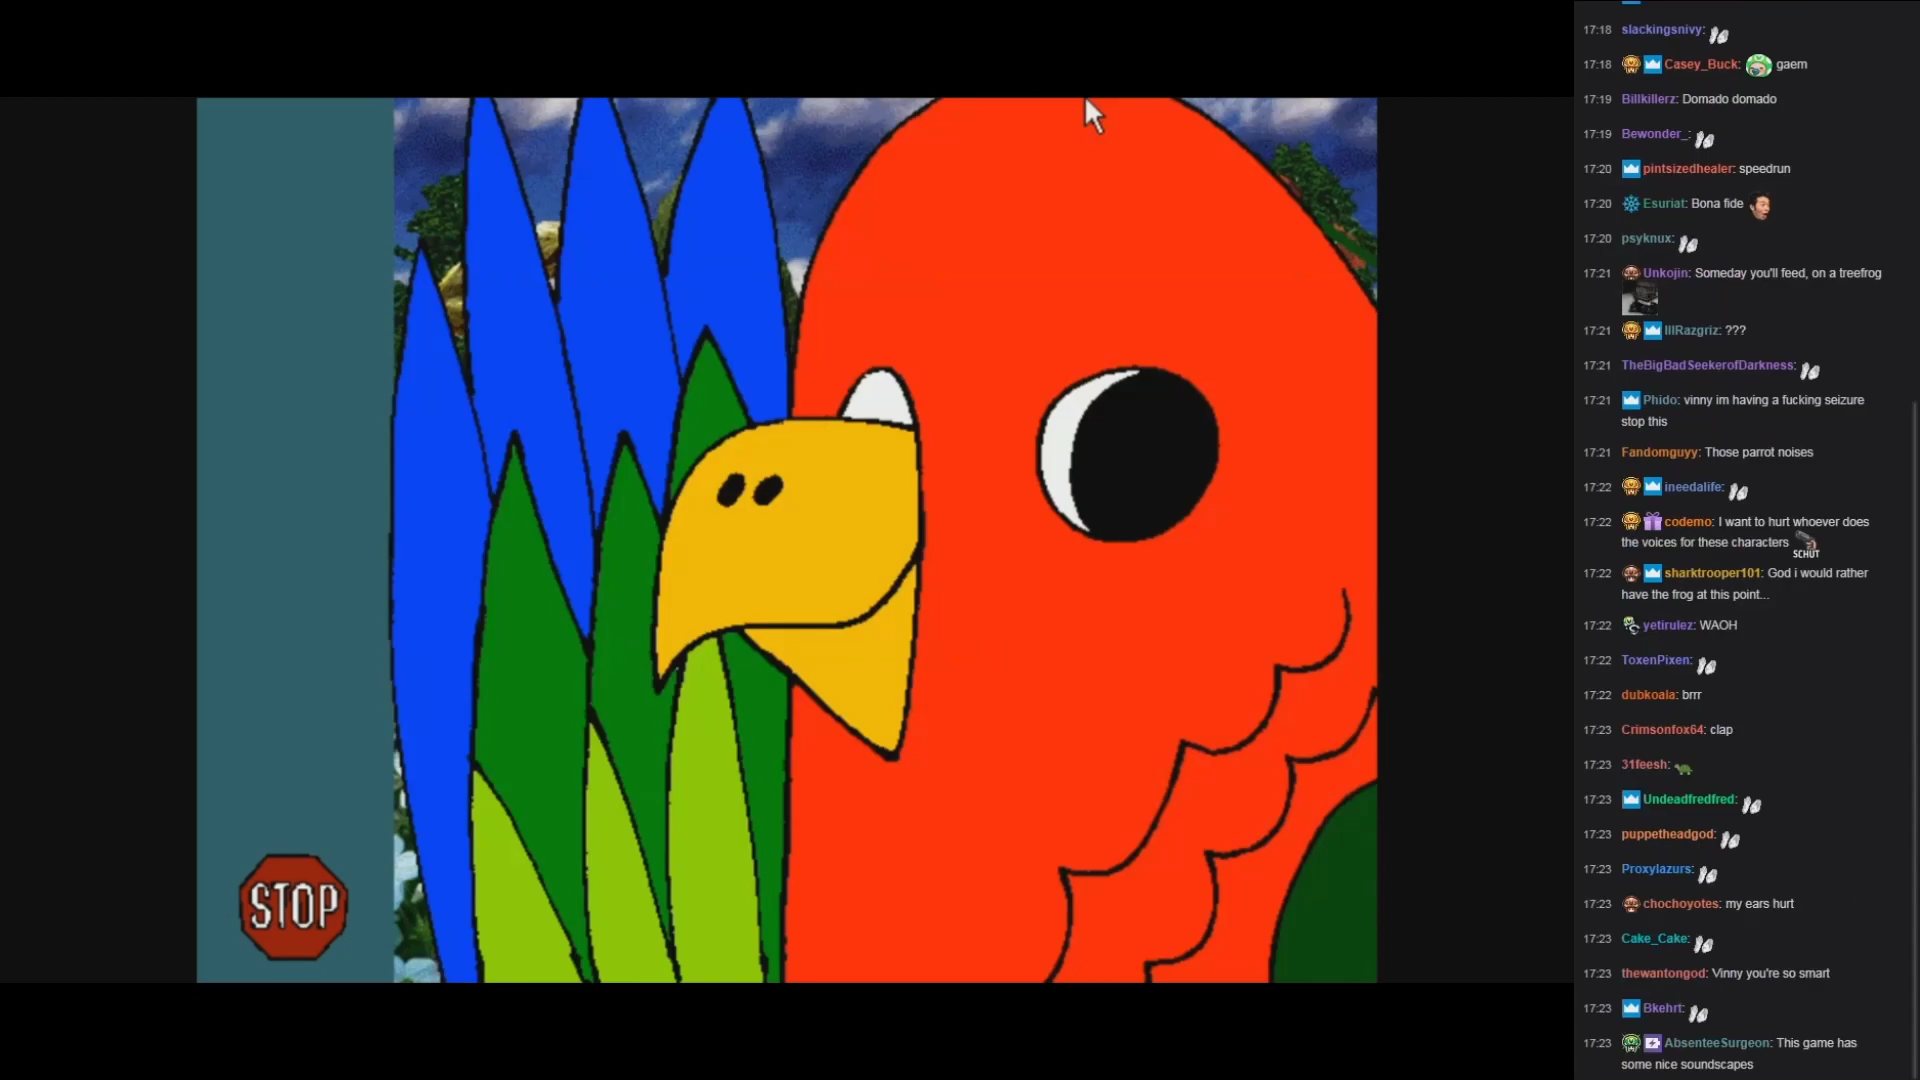 STOP
17:18 slackingsnivy:
17:18 Casey_Buck: gaem
17:19 Billkillerz: Domado domado
17:19 Bewonder_:
17:20 pintsizedhealer: speedrun
17:20 Esuriat: Bona fide
17:20 psyknux:
17:21 Unkojin: Someday you'll feed, on a treefrog
17:21 IIIRazgriz: ???
17:21 TheBigBadSeekerofDarkness:
17:21 Phido: vinny im having a fucking seizure
stop this
17:21 Fandomguyy: Those parrot noises
17:22 ineedalife:
17:22 codemo: I want to hurt whoever does
the voices for these characters SCHUT
17:22 sharktrooper101: God i would rather
have the frog at this point...
17:22 yetirulez: WAOH
17:22 ToxenPixen:
17:22 dubkoala: brrr
17:23 Crimsonfox64: clap
17:23 31feesh:
17:23 Undeadfredfred:
17:23 puppetheadgod:
17:23 Proxylazurs:
17:23 chochoyotes: my ears hurt
17:23 Cake_Cake:
17:23 thewantongod: Vinny you're so smart
17:23 Bkehrt:
17:23 AbsenteeSurgeon: This game has
some nice soundscapes